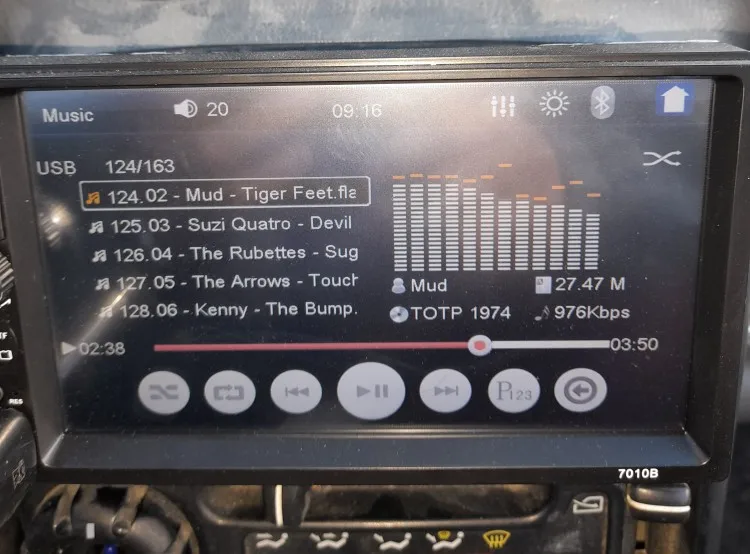 Music 20 09:16
USB 124/163
124.02 - Mud - Tiger Feet.fla
125.03 - Suzi Quatro - Devil
126.04 - The Rubettes - Sug
127.05 - The Arrows - Touch
128.06 - Kenny - The Bump.
Mud 27.47 M
TOTP 1974 976Kbps
02:38 03:50
P123
7010B
RES